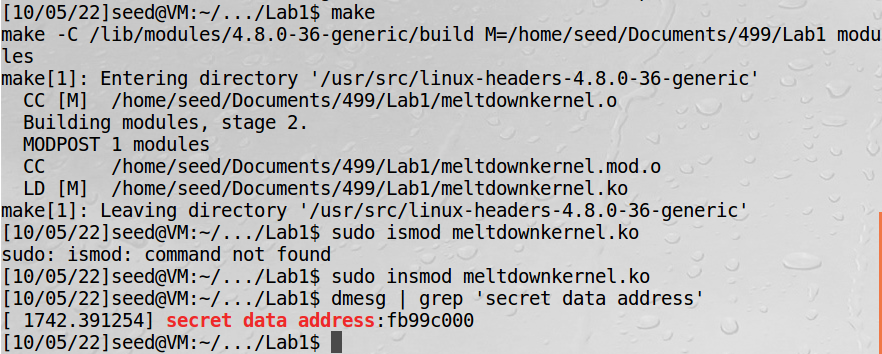 [10/05/22]seed@VM:~/.../Lab1$ make
make -C /lib/modules/4.8.0-36-generic/build M=/home/seed/Documents/499/Lab1 modu
les
make[1]: Entering directory '/usr/src/linux-headers-4.8.0-36-generic'
  CC [M]  /home/seed/Documents/499/Lab1/meltdownkernel.o
  Building modules, stage 2.
  MODPOST 1 modules
  CC      /home/seed/Documents/499/Lab1/meltdownkernel.mod.o
  LD [M]  /home/seed/Documents/499/Lab1/meltdownkernel.ko
make[1]: Leaving directory '/usr/src/linux-headers-4.8.0-36-generic'
[10/05/22]seed@VM:~/.../Lab1$ sudo ismod meltdownkernel.ko
sudo: ismod: command not found
[10/05/22]seed@VM:~/.../Lab1$ sudo insmod meltdownkernel.ko
[10/05/22]seed@VM:~/.../Lab1$ dmesg | grep 'secret data address'
[ 1742.391254] secret data address:fb99c000
[10/05/22]seed@VM:~/.../Lab1$